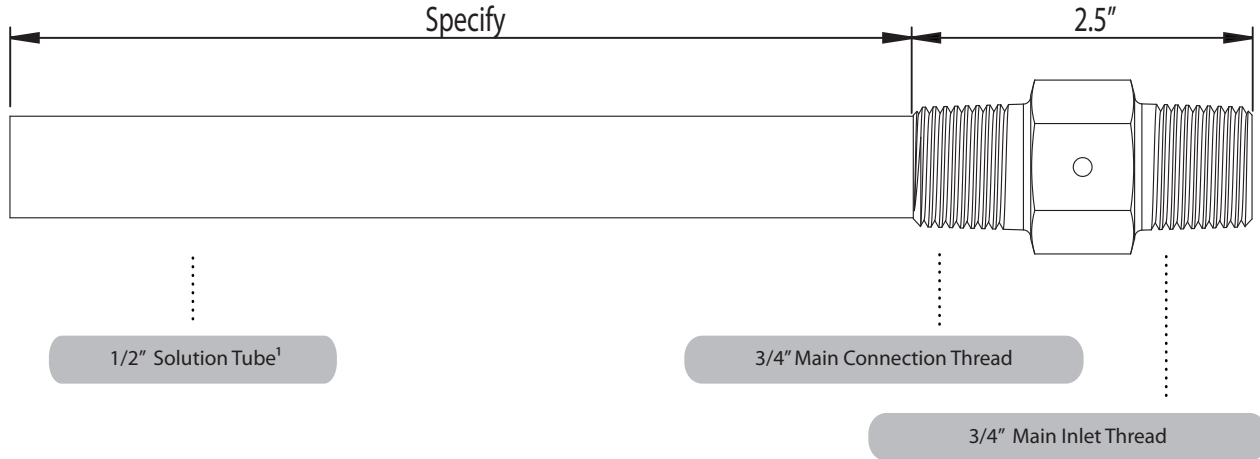 Specify
2.5"
1/2" Solution Tube¹
3/4" Main Connection Thread
3/4" Main Inlet Thread